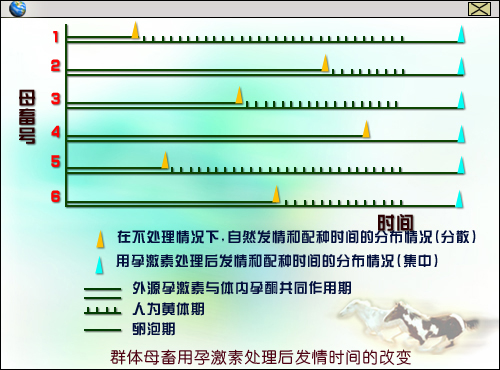 1
2
3
母畜号
4
5
6
时间
在不处理情况下,自然发情和配种时间的分布情况(分散)
用孕激素处理后发情和配种时间的分布情况(集中)
外源孕激素与体内孕酮共同作用期
人为黄体期
卵泡期
群体母畜用孕激素处理后发情时间的改变